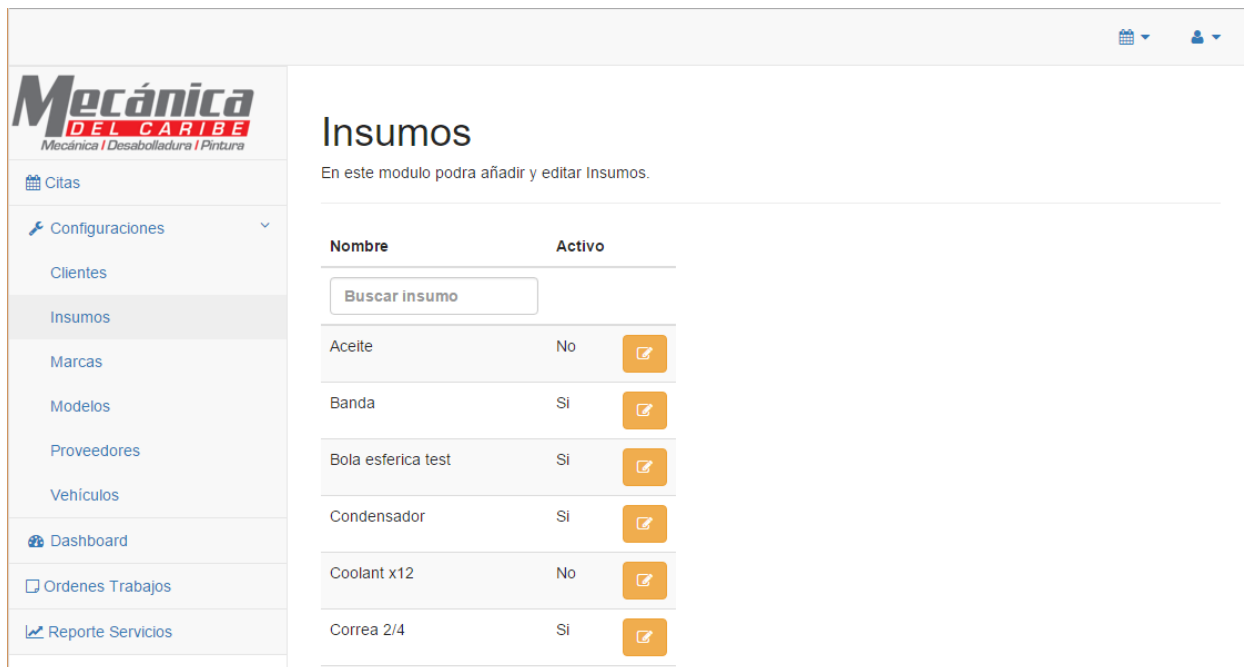 Mecánica
DEL CARIBE
Mecánica / Desabolladura / Pintura
Citas
Configuraciones
Clientes
Insumos
Marcas
Modelos
Proveedores
Vehículos
Dashboard
Ordenes Trabajos
Reporte Servicios
Insumos
En este modulo podra añadir y editar Insumos.
Nombre Activo
Buscar insumo
Aceite No
Banda Si
Bola esferica test Si
Condensador Si
Coolant x12 No
Correa 2/4 Si